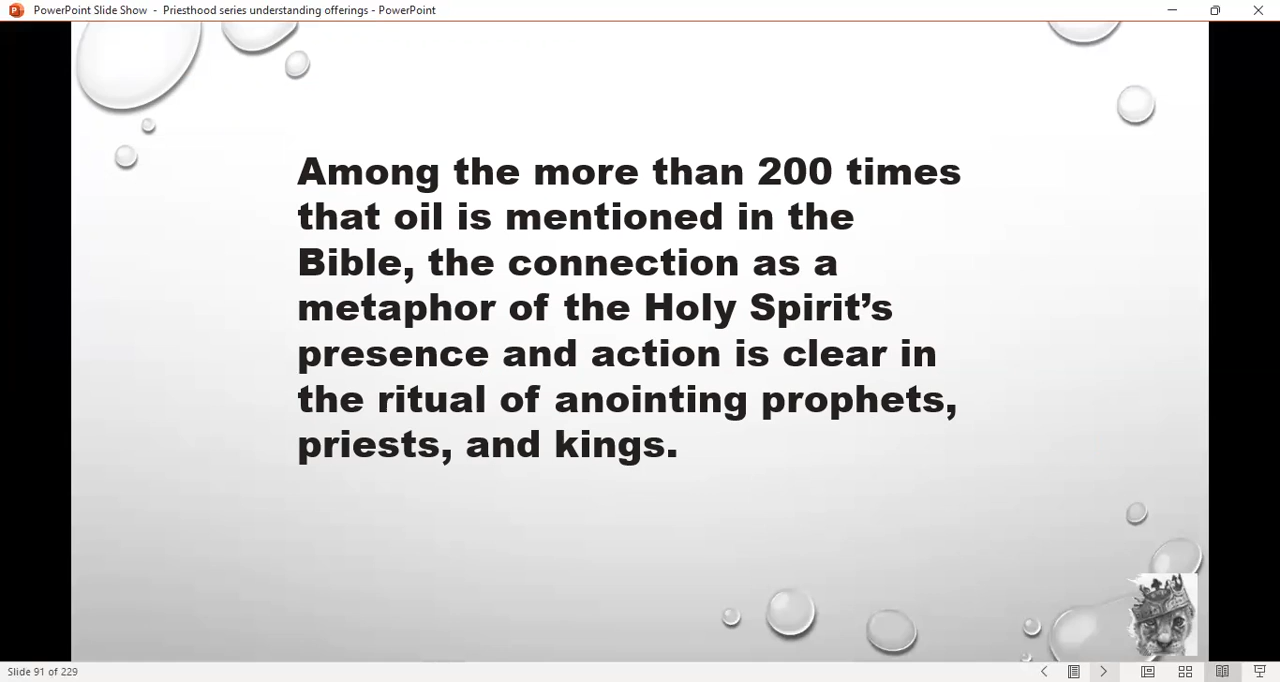 PowerPoint Slide Show - Priesthood series understanding offerings - PowerPoint
Among the more than 200 times
that oil is mentioned in the
Bible, the connection as a
metaphor of the Holy Spirit’s
presence and action is clear in
the ritual of anointing prophets,
priests, and kings.
Slide 91 of 229